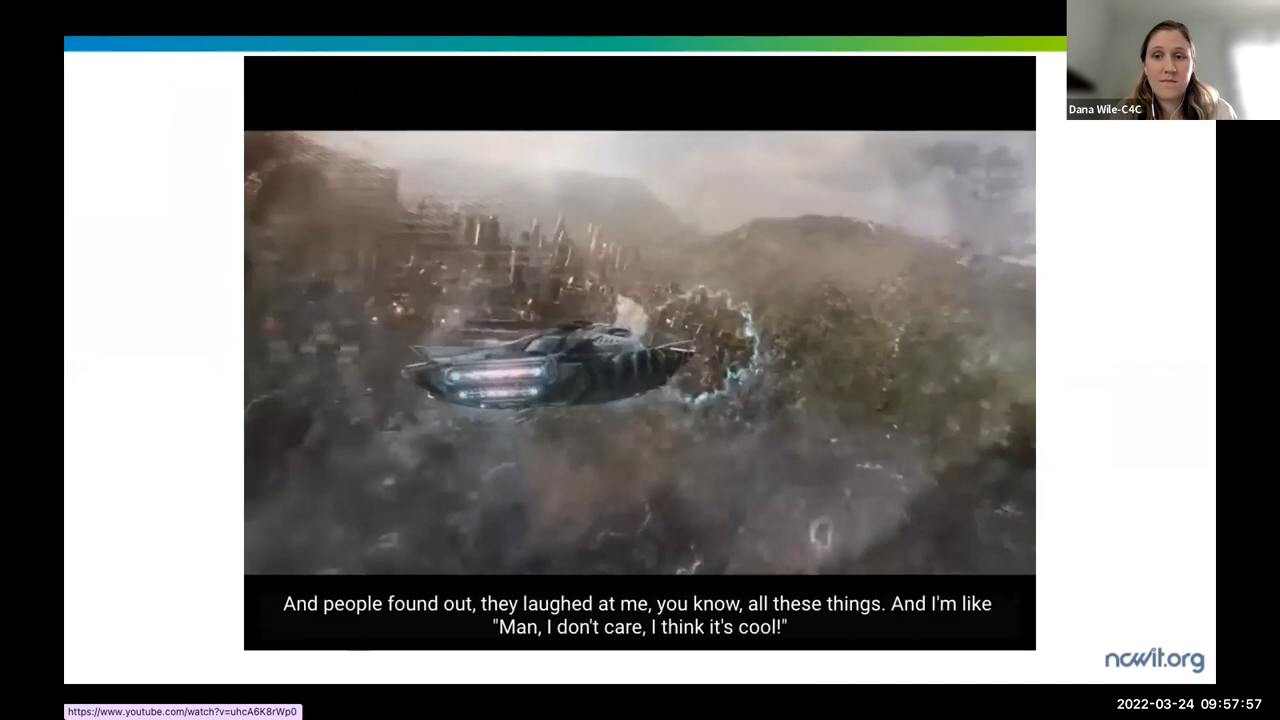 Dana Wile-C4C
And people found out, they laughed at me, you know, all these things. And I'm like
"Man, I don't care, I think it's cool!"
ncwit.org
https://www.youtube.com/watch?v=uhcA6K8rWp0
2022-03-24 09:57:57